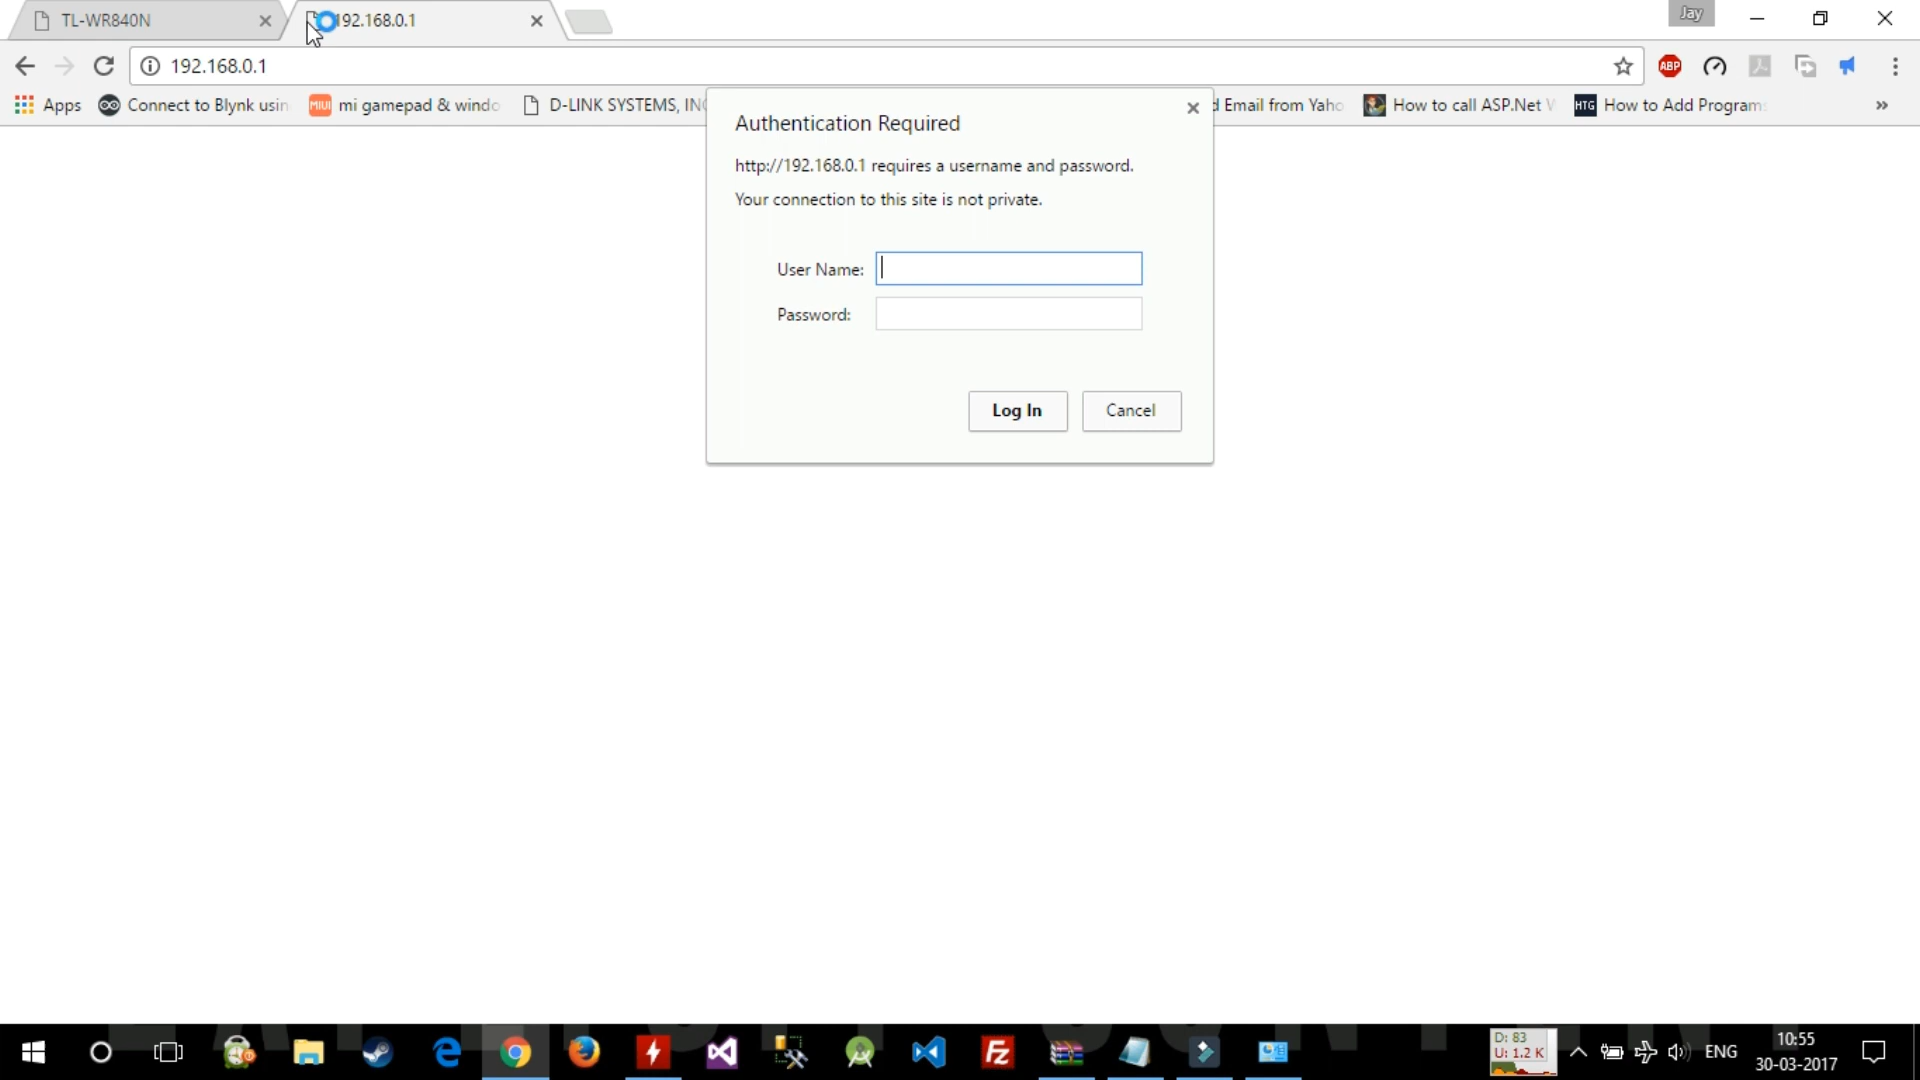 TL-WR840N
192.168.0.1
Jay
192.168.0.1
ABP
Apps
Connect to Blynk usin
MIUI
mi gamepad & windo
D-LINK SYSTEMS, IN
d Email from Yaho
How to call ASP.Net
HTG
How to Add Program
Authentication Required
http://192.168.0.1 requires a username and password.
Your connection to this site is not private.
User Name:
Password:
Log In
Cancel
D: 83
U: 1.2 K
ENG
10:55
30-03-2017